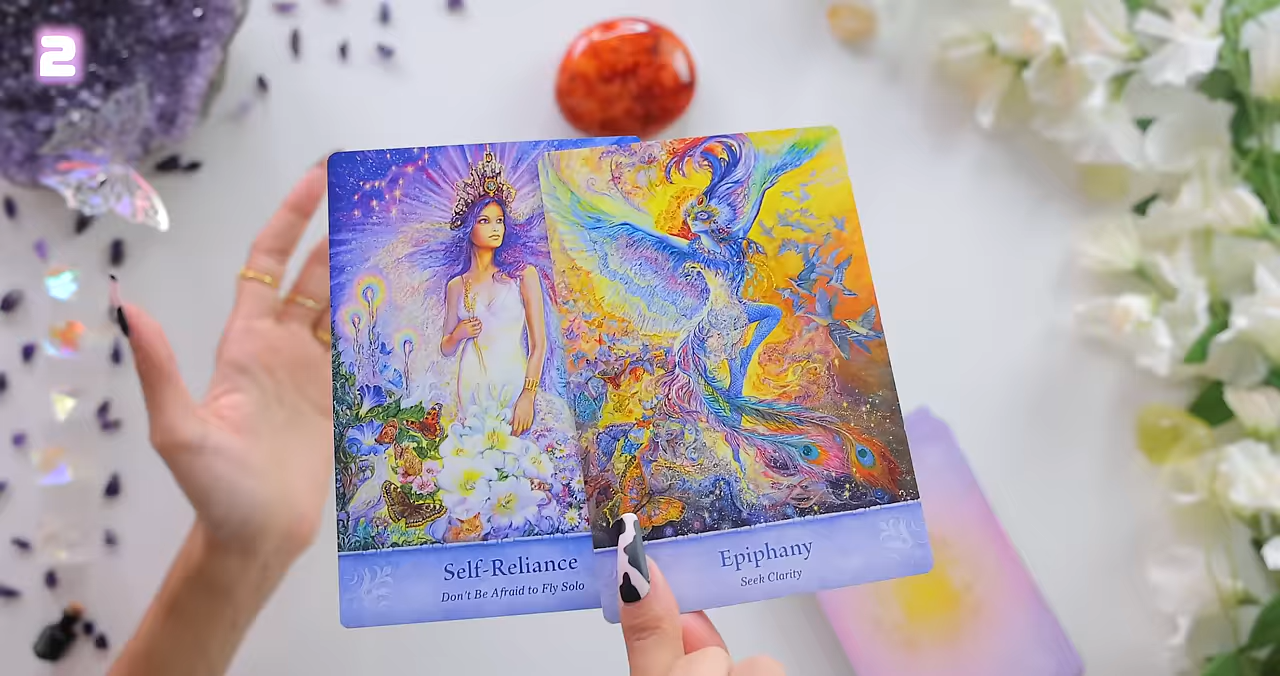 2
Self-Reliance
Don't Be Afraid to Fly Solo
Epiphany
Seek Clarity